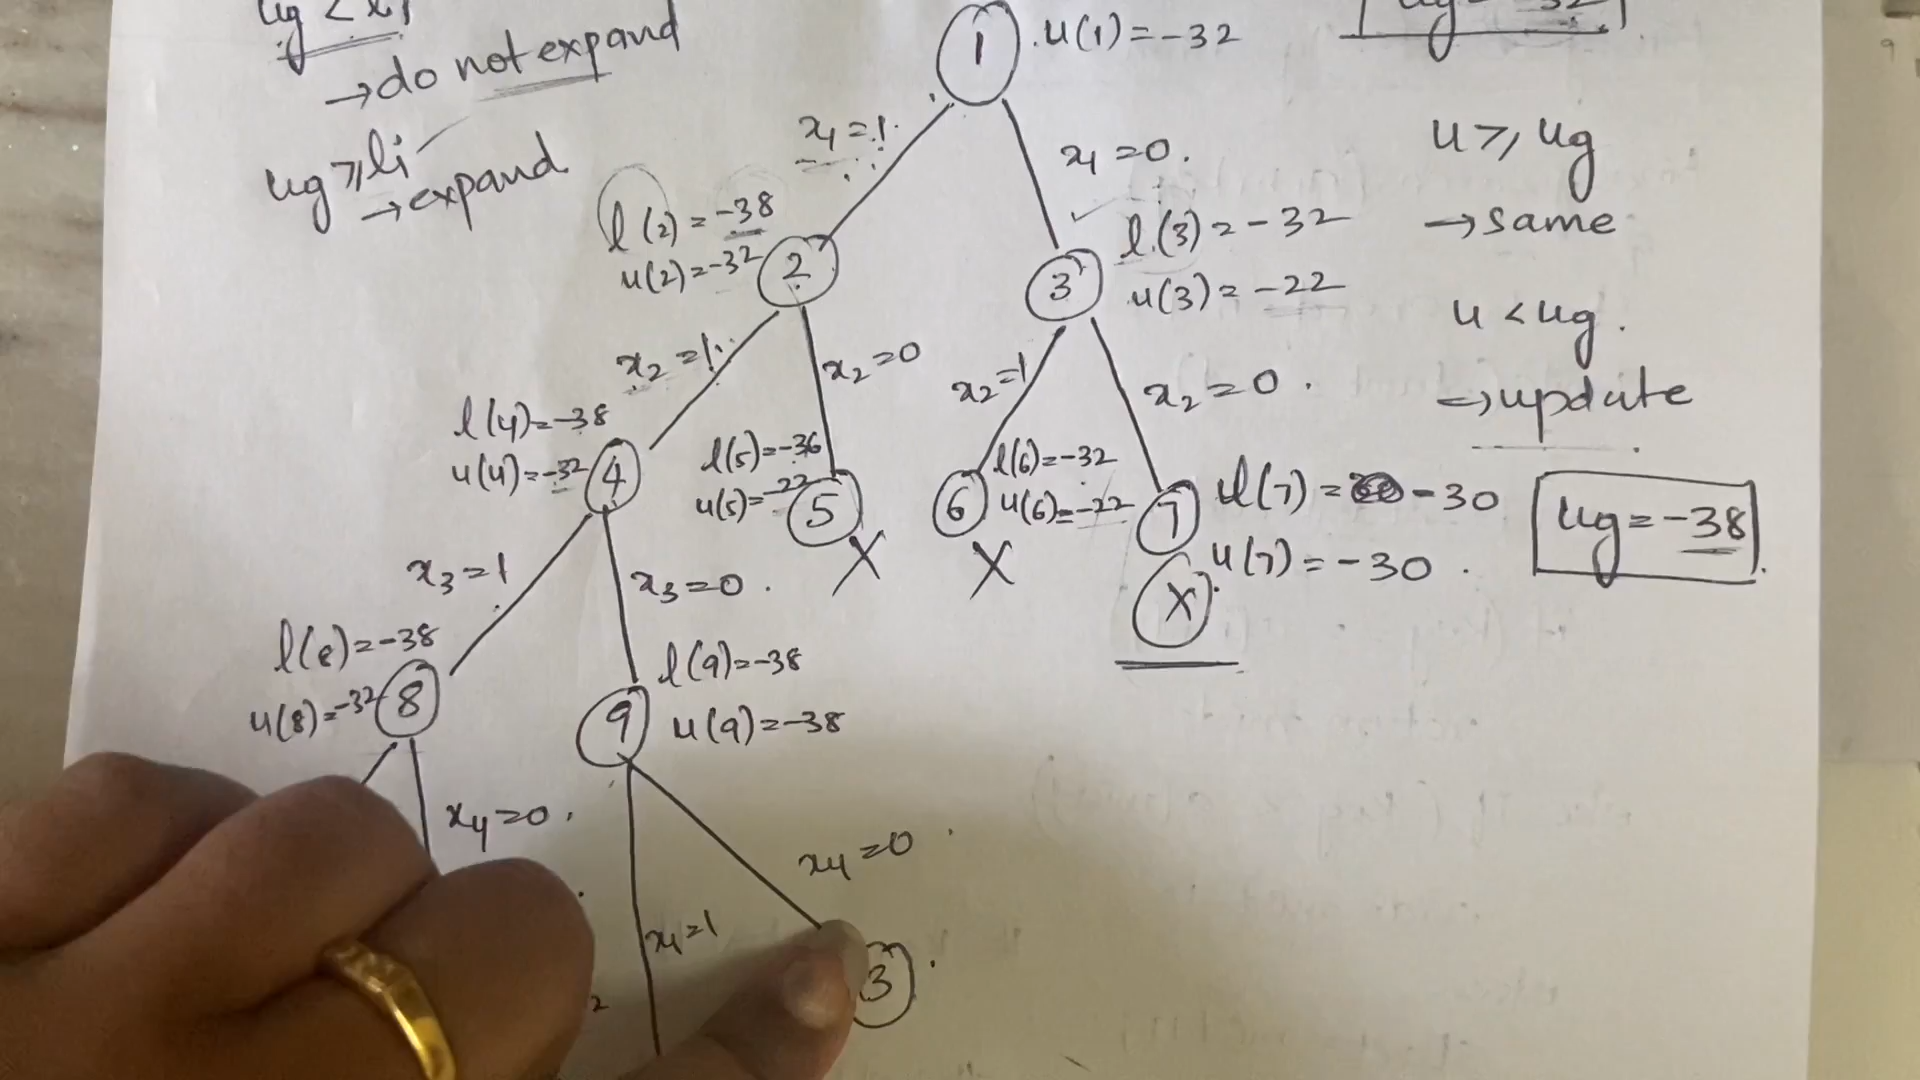 ug < li
→ do not expand
ug ⩾ li
→ expand
1
u(1) = -32
x1 = 1
x1 = 0.
u ⩾ ug
→ same
u < ug.
→ update
l(2) = -38
u(2) = -32
2
3
l(3) = -32
u(3) = -22
x2 = 1
x2 = 0
x2 = 1
x2 = 0.
l(4) = -38
u(4) = -32
4
l(5) = -36
u(5) = -22
5
X
6
l(6) = -32
u(6) = -22
X
7
l(7) = -30
u(7) = -30.
X
ug = -38
x3 = 1
x3 = 0.
l(8) = -38
u(8) = -32
8
9
l(9) = -38
u(9) = -38
x4 = 0.
x4 = 1
x4 = 0
3